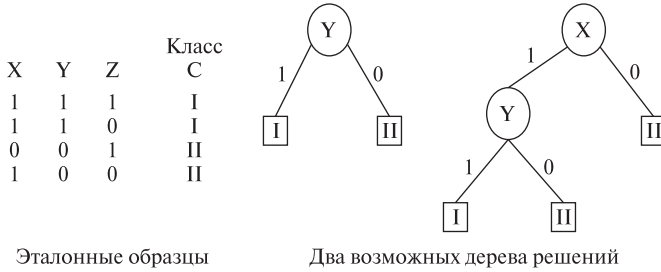 Класс
X Y Z C
1 1 1 I
1 1 0 I
0 0 1 II
1 0 0 II
Эталонные образцы
Y
1 0
I II
X
1 0
Y II
1 0
I II
Два возможных дерева решений